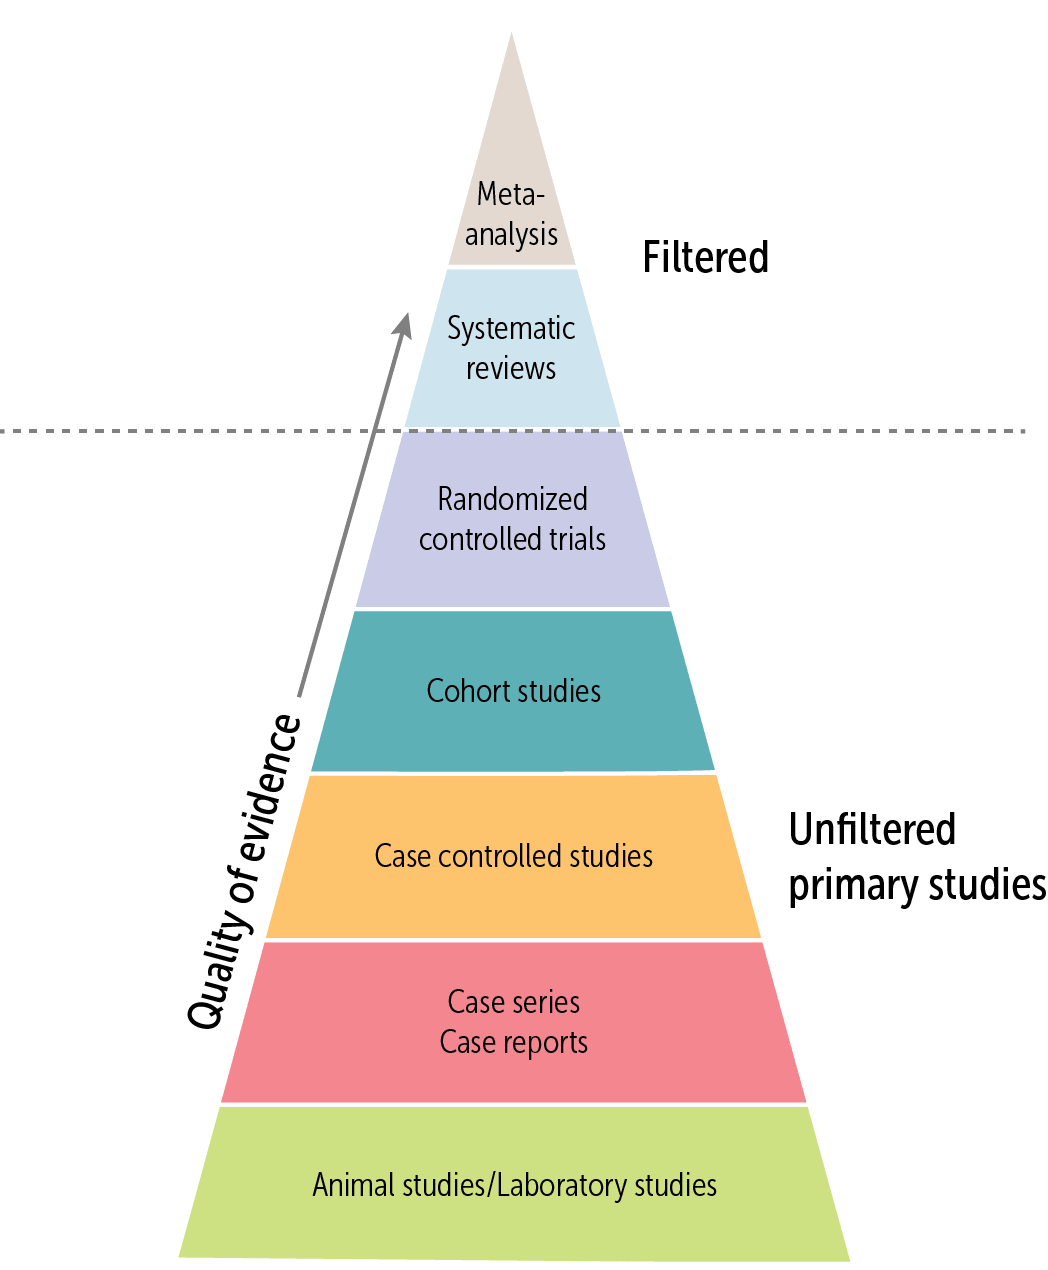 Meta-
analysis
Filtered
Systematic
reviews
Randomized
controlled trials
Cohort studies
Quality of evidence
Case controlled studies
Unfiltered
primary studies
Case series
Case reports
Animal studies/Laboratory studies